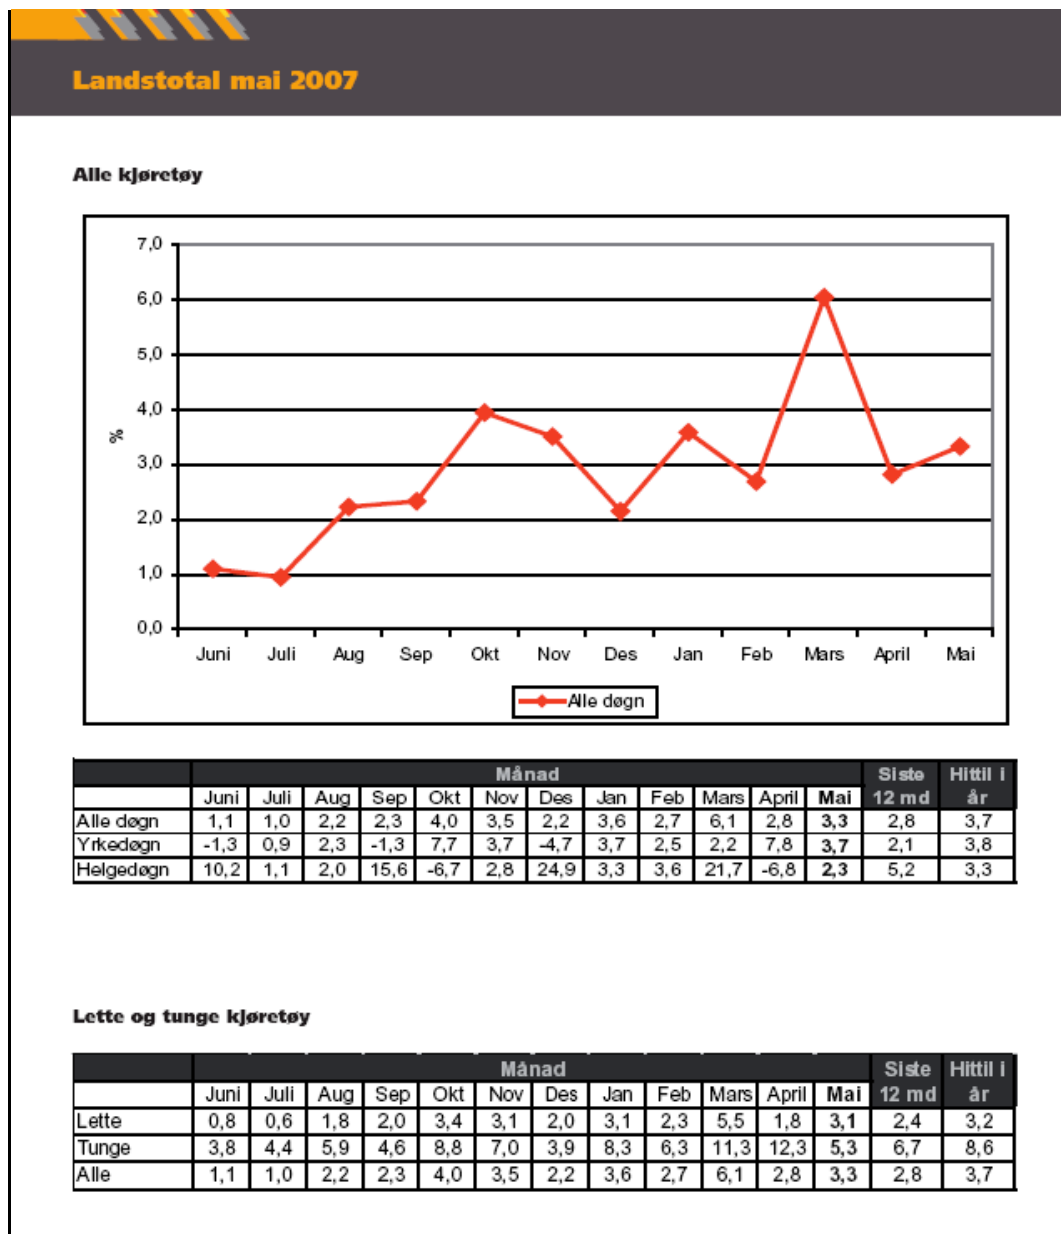 Landstotal mai 2007
Alle kjøretøy
7,0
6,0
5,0
4,0
3,0
2,0
1,0
0,0
%
Juni Juli Aug Sep Okt Nov Des Jan Feb Mars April Mai
Alle døgn
Månad Siste Hittil i
Juni Juli Aug Sep Okt Nov Des Jan Feb Mars April Mai 12 md år
Alle døgn 1,1 1,0 2,2 2,3 4,0 3,5 2,2 3,6 2,7 6,1 2,8 3,3 2,8 3,7
Yrkedøgn -1,3 0,9 2,3 -1,3 7,7 3,7 -4,7 3,7 2,5 2,2 7,8 3,7 2,1 3,8
Helgedøgn 10,2 1,1 2,0 15,6 -6,7 2,8 24,9 3,3 3,6 21,7 -6,8 2,3 5,2 3,3
Lette og tunge kjøretøy
Månad Siste Hittil i
Juni Juli Aug Sep Okt Nov Des Jan Feb Mars April Mai 12 md år
Lette 0,8 0,6 1,8 2,0 3,4 3,1 2,0 3,1 2,3 5,5 1,8 3,1 2,4 3,2
Tunge 3,8 4,4 5,9 4,6 8,8 7,0 3,9 8,3 6,3 11,3 12,3 5,3 6,7 8,6
Alle 1,1 1,0 2,2 2,3 4,0 3,5 2,2 3,6 2,7 6,1 2,8 3,3 2,8 3,7